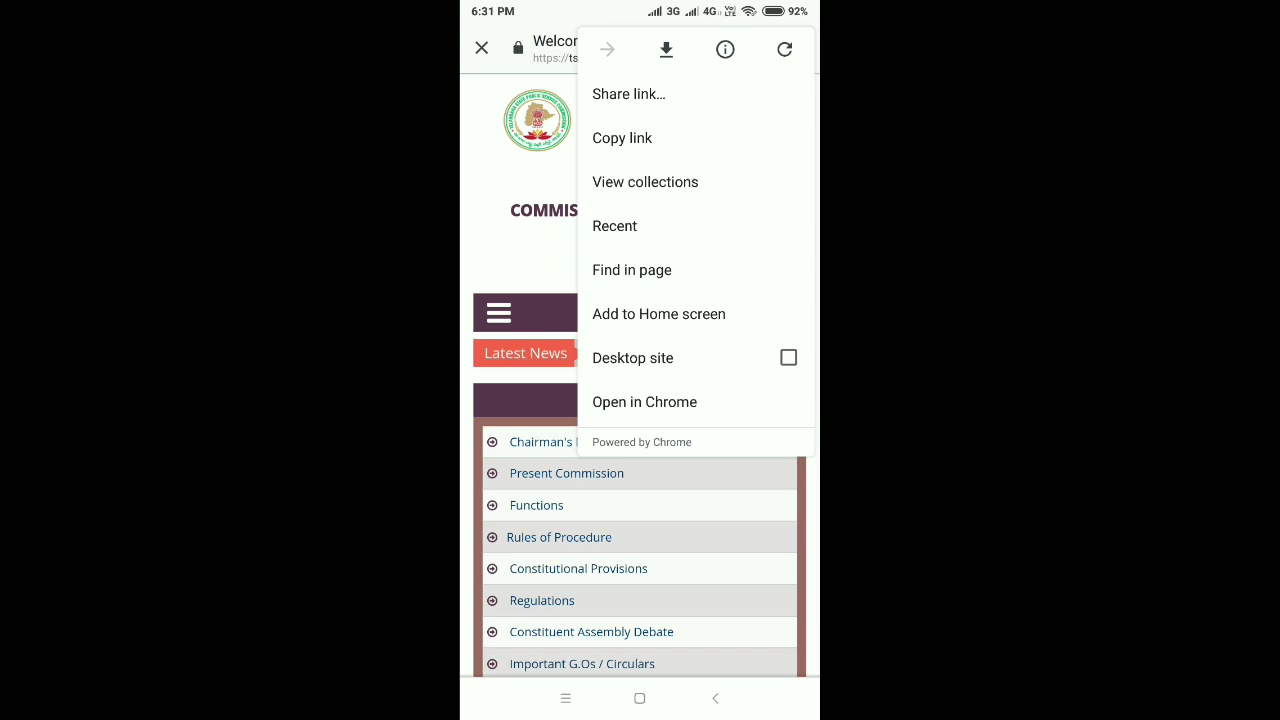 6:31 PM 3G 4G Vo) LTE 92%
Welcor
https://ts
Share link...
Copy link
View collections
COMMIS
Recent
Find in page
Add to Home screen
Latest News
Desktop site
Open in Chrome
Powered by Chrome
Chairman's
Present Commission
Functions
Rules of Procedure
Constitutional Provisions
Regulations
Constituent Assembly Debate
Important G.Os / Circulars